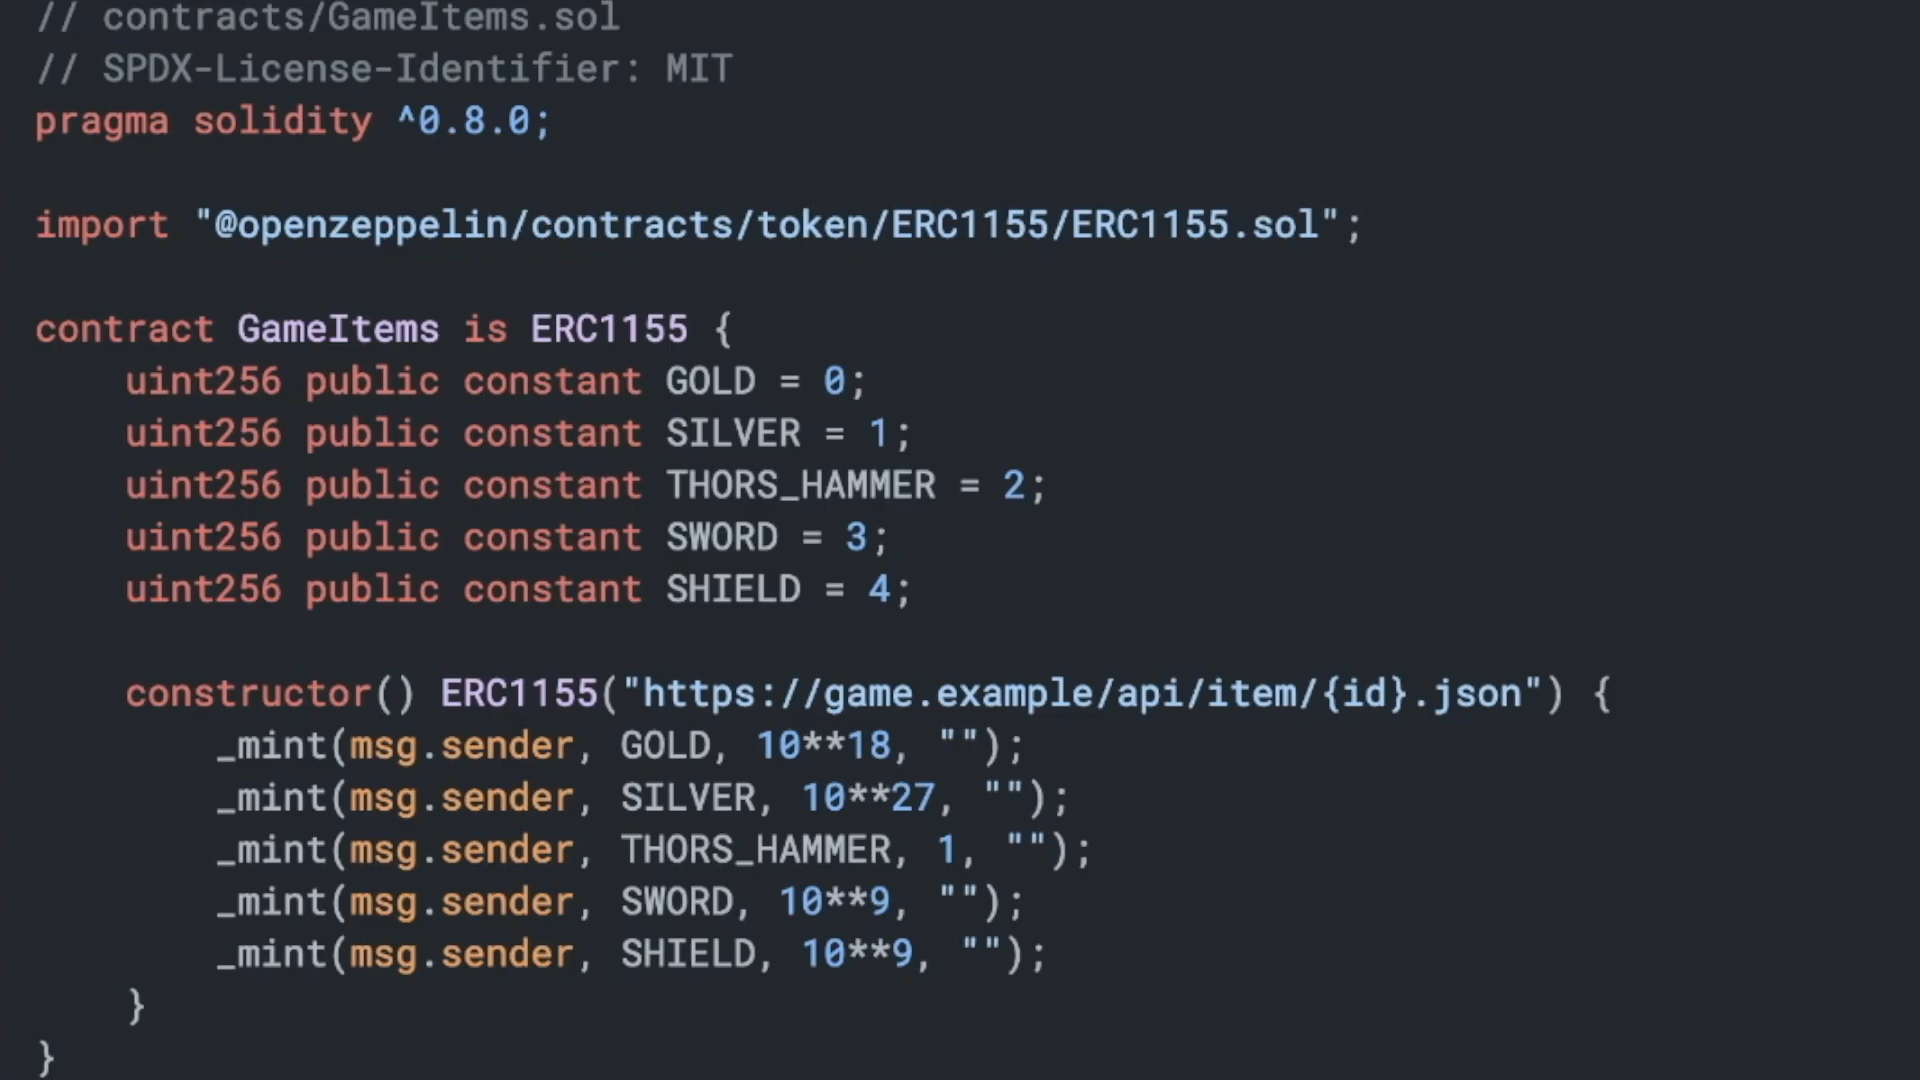 // contracts/GameItems.sol
// SPDX-License-Identifier: MIT
pragma solidity ^0.8.0;
import "@openzeppelin/contracts/token/ERC1155/ERC1155.sol";
contract GameItems is ERC1155 {
    uint256 public constant GOLD = 0;
    uint256 public constant SILVER = 1;
    uint256 public constant THORS_HAMMER = 2;
    uint256 public constant SWORD = 3;
    uint256 public constant SHIELD = 4;
    constructor() ERC1155("https://game.example/api/item/{id}.json") {
        _mint(msg.sender, GOLD, 10**18, "");
        _mint(msg.sender, SILVER, 10**27, "");
        _mint(msg.sender, THORS_HAMMER, 1, "");
        _mint(msg.sender, SWORD, 10**9, "");
        _mint(msg.sender, SHIELD, 10**9, "");
    }
}